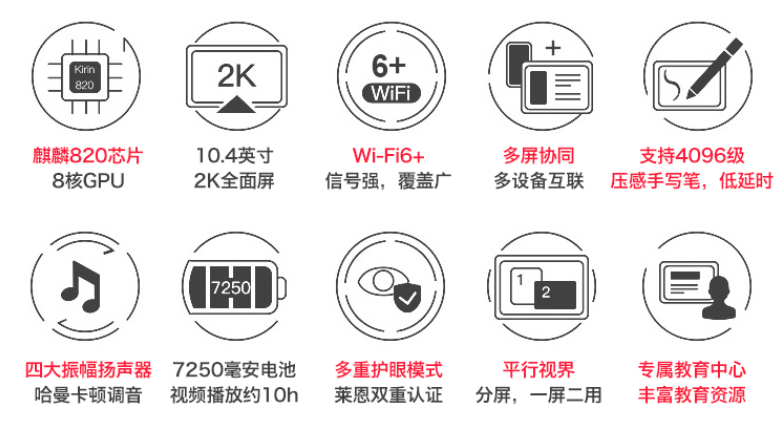 Kirin
820
2K
6+
WiFi
麒麟820芯片
8核GPU
10.4英寸
2K全面屏
Wi-Fi6+
信号强，覆盖广
多屏协同
多设备互联
支持4096级
压感手写笔，低延时
7250
1
2
四大振幅扬声器
哈曼卡顿调音
7250毫安电池
视频播放约10h
多重护眼模式
莱恩双重认证
平行视界
分屏，一屏二用
专属教育中心
丰富教育资源